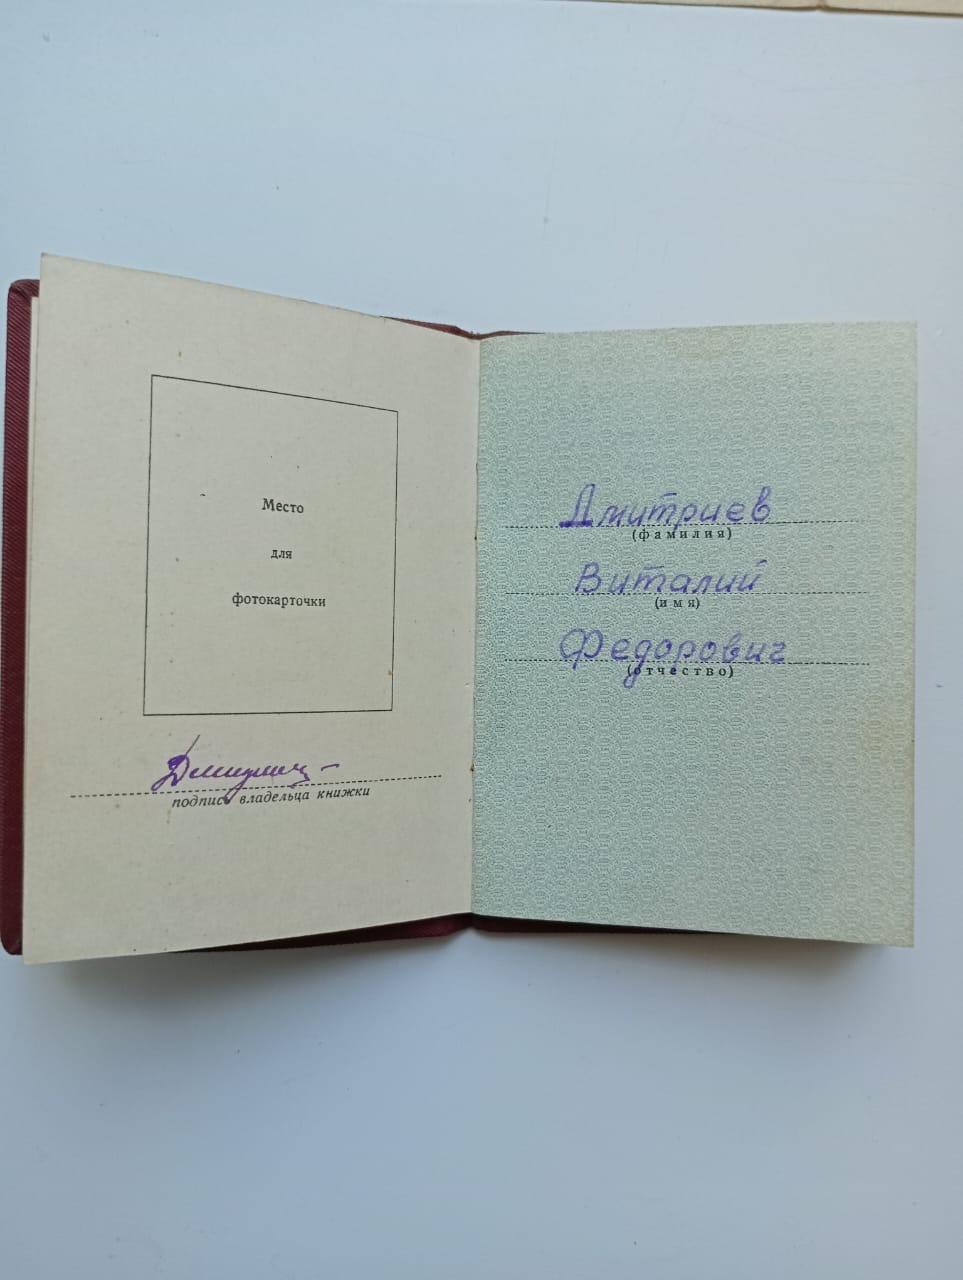 Место
для
фотокарточки
подпись владельца книжки
Дмитриев
(фамилия)
Виталий
(имя)
Федорович
(отчество)